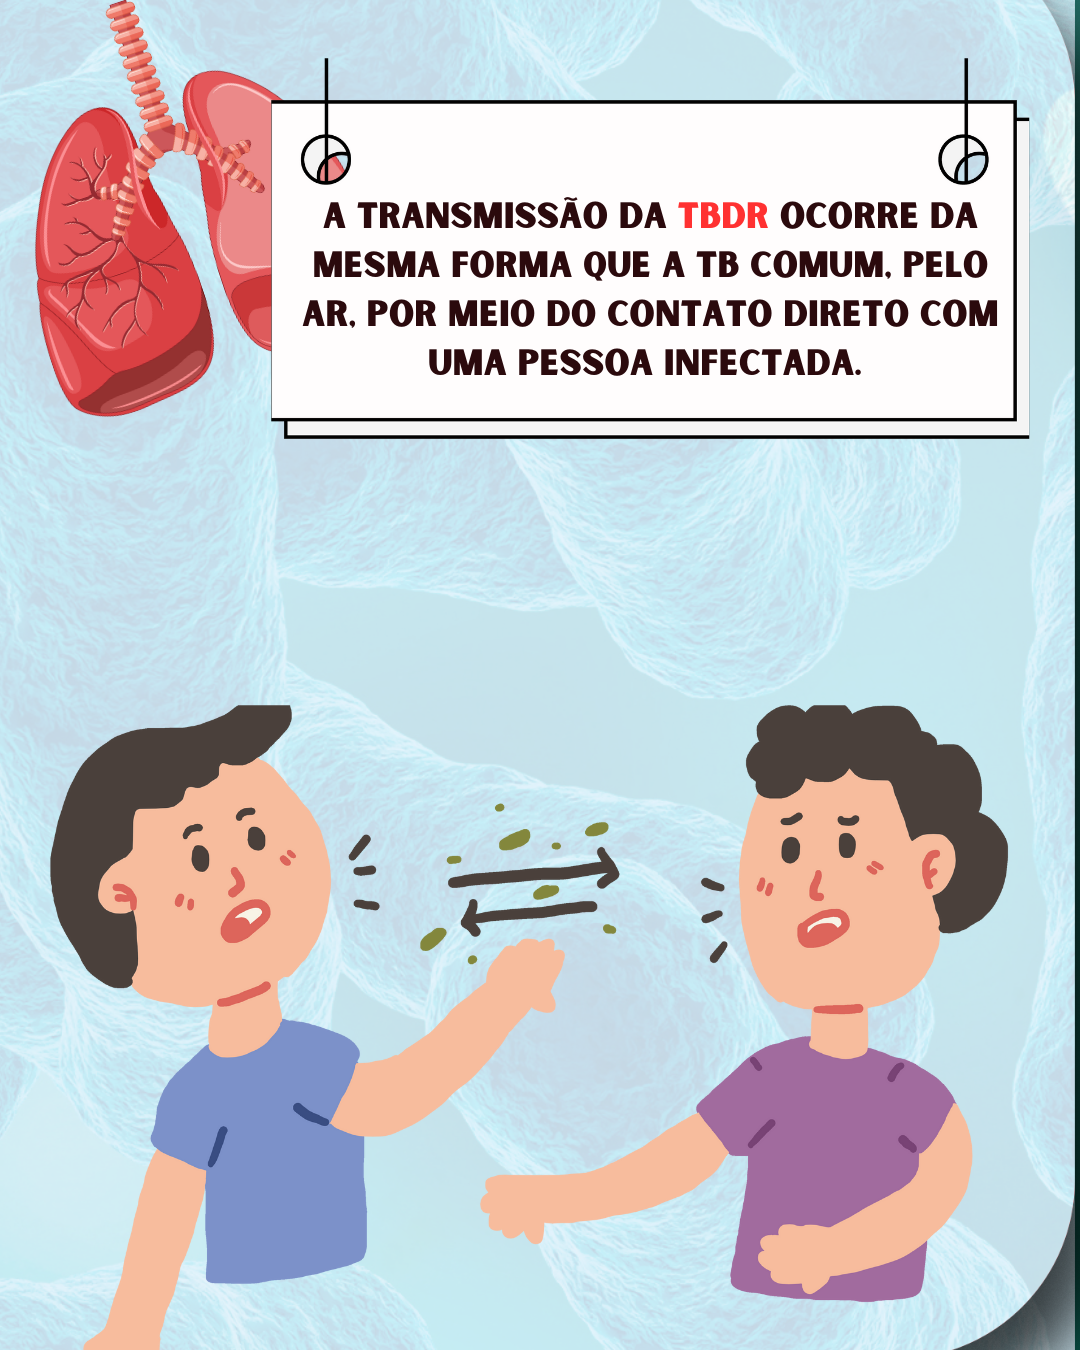 A TRANSMISSÃO DA TBDR OCORRE DA
MESMA FORMA QUE A TB COMUM, PELO
AR, POR MEIO DO CONTATO DIRETO COM
UMA PESSOA INFECTADA.